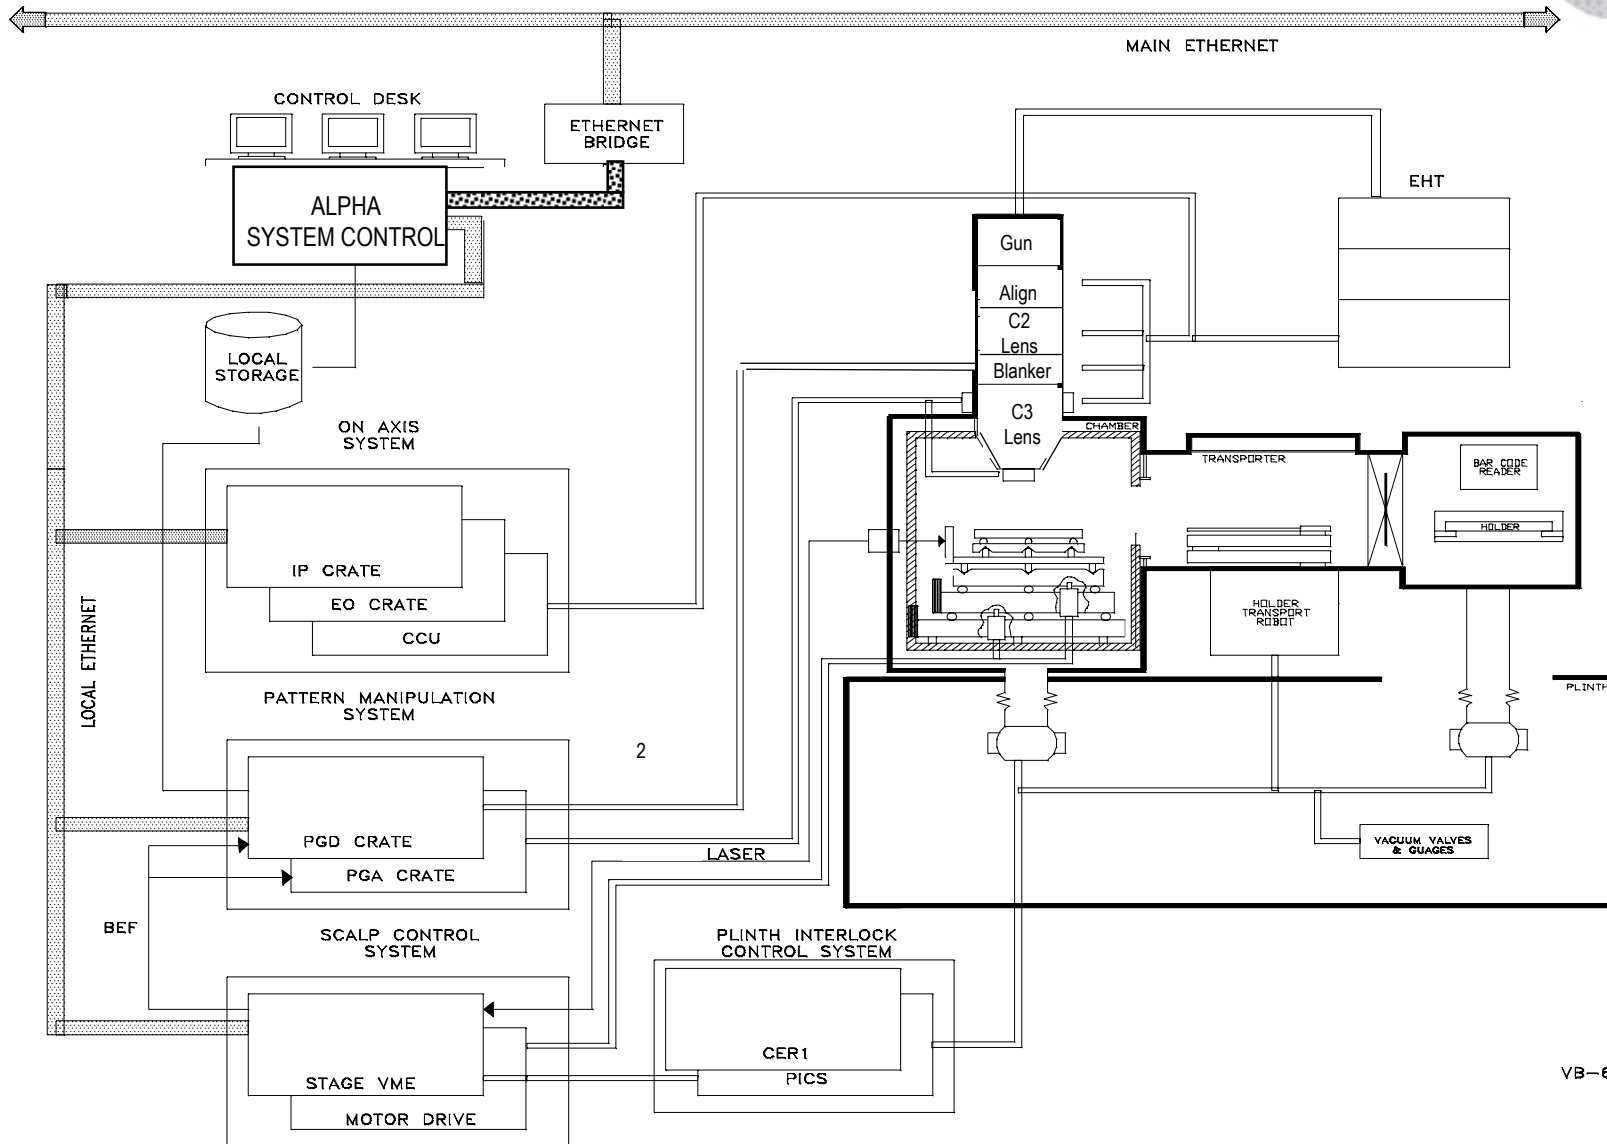 MAIN ETHERNET
CONTROL DESK
ETHERNET
BRIDGE
EHT
ALPHA
SYSTEM CONTROL
Gun
Align
C2
Lens
Blanker
C3
Lens
LOCAL
STORAGE
ON AXIS
SYSTEM
CHAMBER
TRANSPORTER
BAR CODE
READER
HOLDER
IP CRATE
EO CRATE
CCU
HOLDER
TRANSPORT
ROBOT
LOCAL ETHERNET
PATTERN MANIPULATION
SYSTEM
PLINTH
2
PGD CRATE
PGA CRATE
LASER
VACUUM VALVES
& GUAGES
BEF
SCALP CONTROL
SYSTEM
PLINTH INTERLOCK
CONTROL SYSTEM
CER1
PICS
STAGE VME
MOTOR DRIVE
VB-6